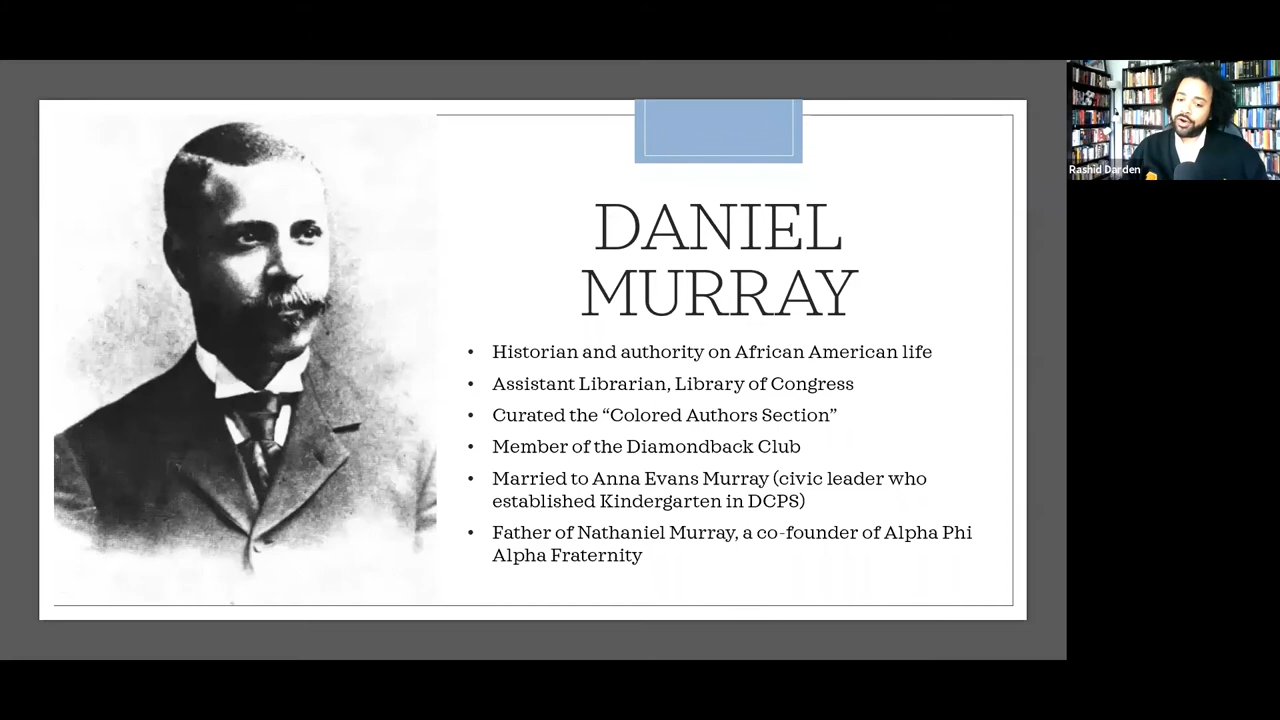 DANIEL
MURRAY
• Historian and authority on African American life
• Assistant Librarian, Library of Congress
• Curated the “Colored Authors Section”
• Member of the Diamondback Club
• Married to Anna Evans Murray (civic leader who
established Kindergarten in DCPS)
• Father of Nathaniel Murray, a co-founder of Alpha Phi
Alpha Fraternity
Rashid Darden